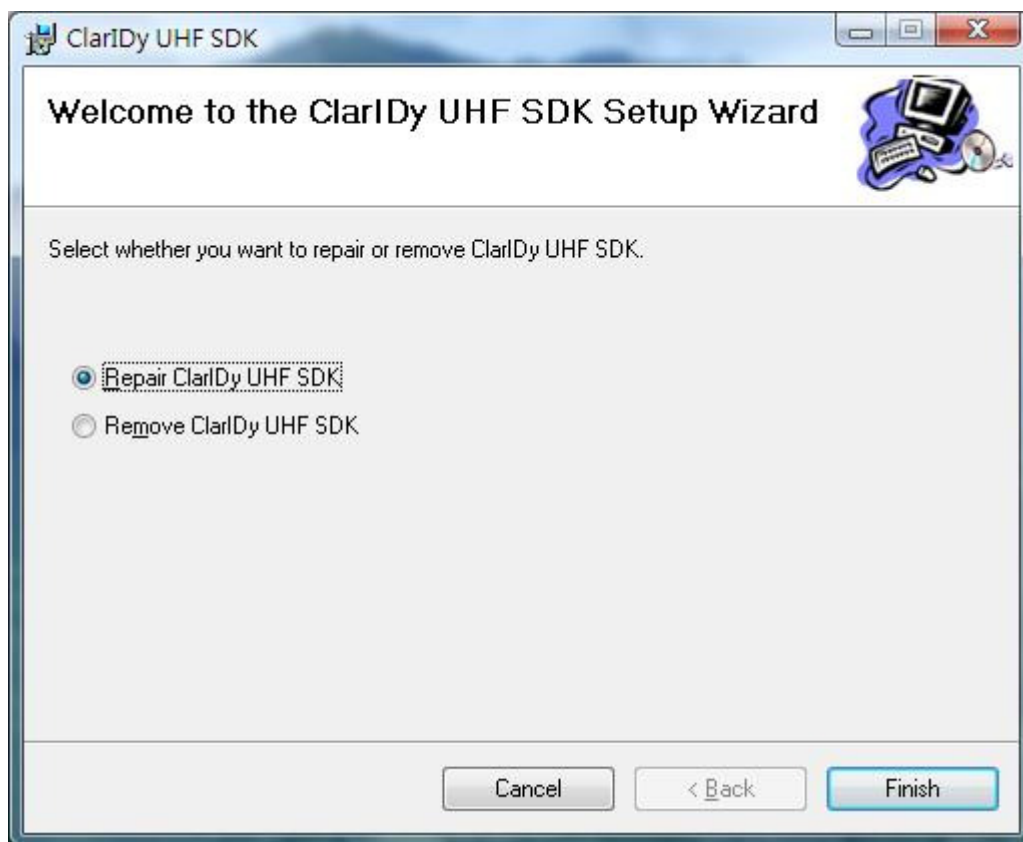 ClarIDy UHF SDK
Welcome to the ClarIDy UHF SDK Setup Wizard
Select whether you want to repair or remove ClarIDy UHF SDK.
Repair ClarIDy UHF SDK
Remove ClarIDy UHF SDK
Cancel
< Back
Finish